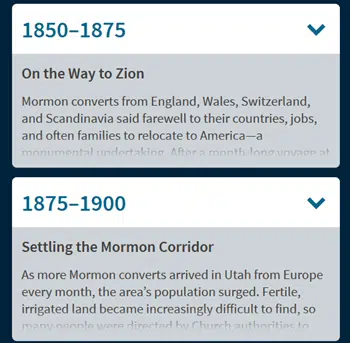 1850–1875
On the Way to Zion
Mormon converts from England, Wales, Switzerland,
and Scandinavia said farewell to their countries, jobs,
and often families to relocate to America—a
monumental undertaking. After a month-long voyage at
1875–1900
Settling the Mormon Corridor
As more Mormon converts arrived in Utah from Europe
every month, the area’s population surged. Fertile,
irrigated land became increasingly difficult to find, so
many people were directed by Church authorities to